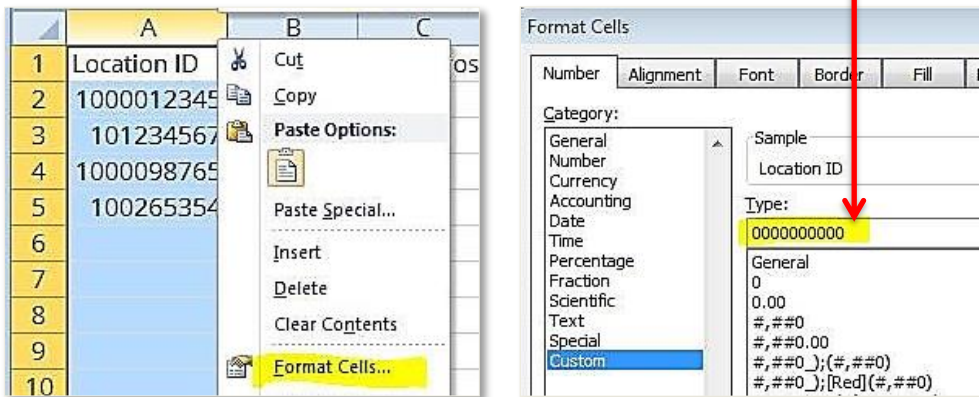 A B C
1 Location ID
2 1000012345
3 101234567
4 1000098765
5 100265354
6
7
8
9
10
Cut
Copy
Paste Options:
Paste Special...
Insert
Delete
Clear Contents
Format Cells...
Format Cells
Number Alignment Font Border Fill
Category:
General
Number
Currency
Accounting
Date
Time
Percentage
Fraction
Scientific
Text
Special
Custom
Sample
Location ID
Type:
0000000000
General
0
0.00
#,##0
#,##0.00
#,##0_);(#,##0)
#,##0_);[Red](#,##0)